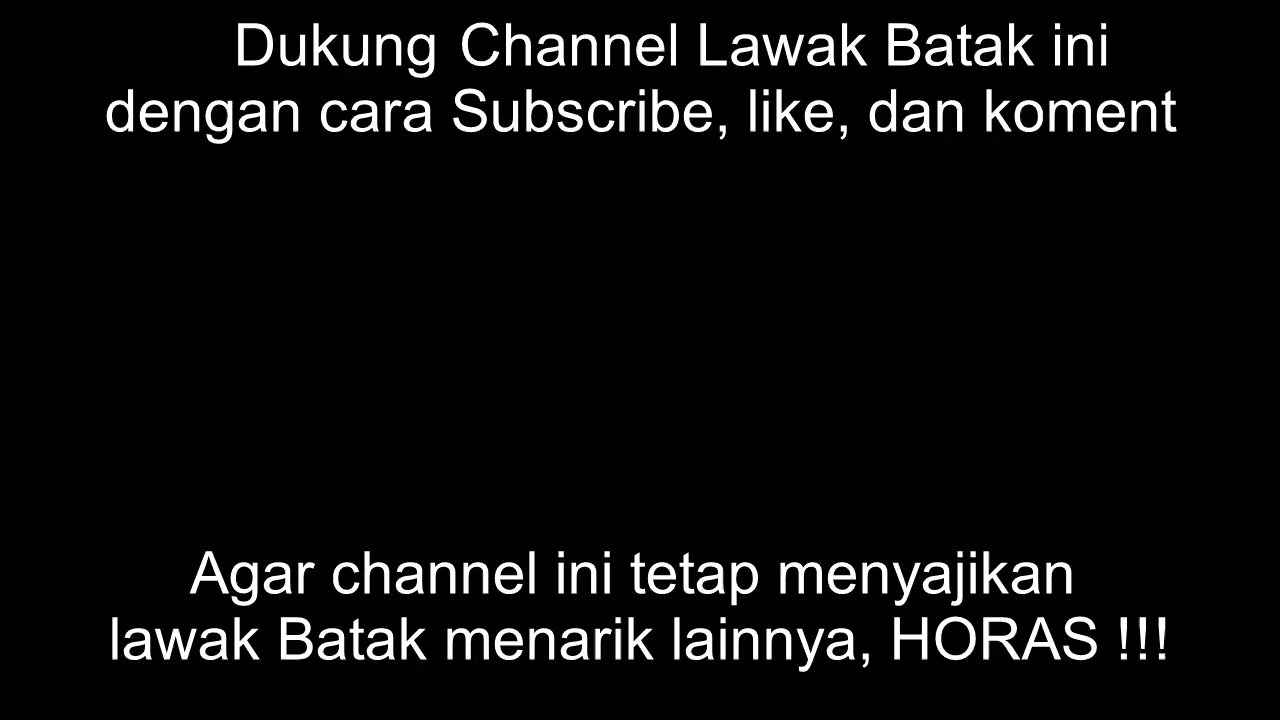 Dukung Channel Lawak Batak ini
dengan cara Subscribe, like, dan koment
Agar channel ini tetap menyajikan
lawak Batak menarik lainnya, HORAS !!!